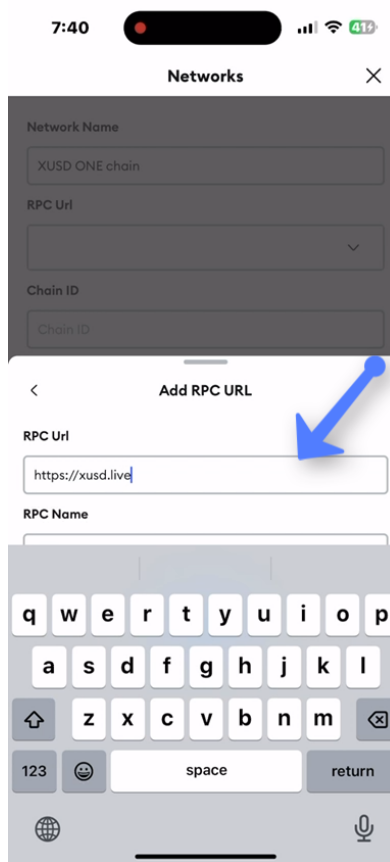 7:40
41
Networks
Network Name
XUSD ONE chain
RPC Url
Chain ID
Chain ID
Add RPC URL
RPC Url
https://xusd.live
RPC Name
q w e r t y u i o p
a s d f g h j k l
z x c v b n m
123 space return